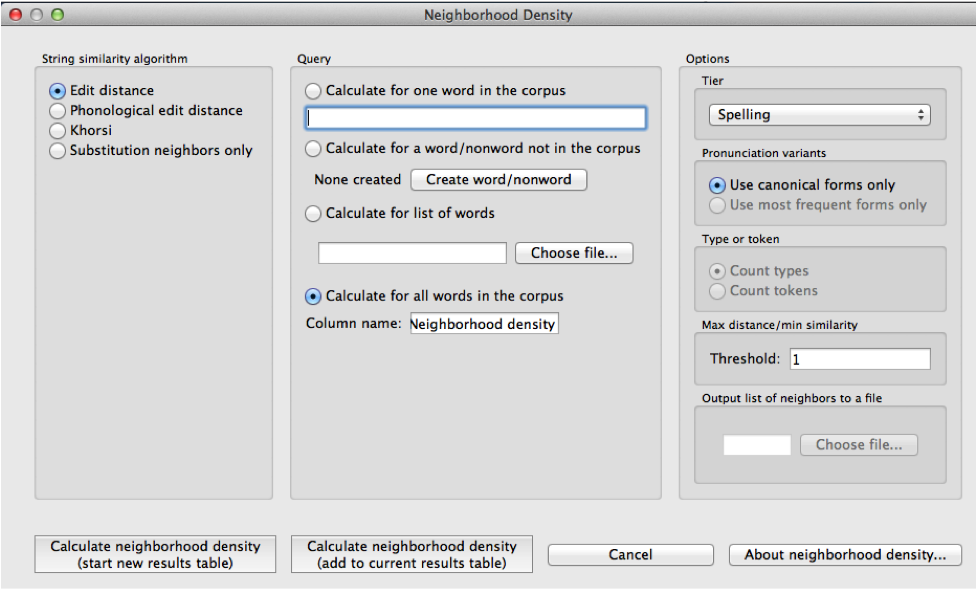 Neighborhood Density
String similarity algorithm
Edit distance
Phonological edit distance
Khorsi
Substitution neighbors only
Query
Calculate for one word in the corpus
Calculate for a word/nonword not in the corpus
None created Create word/nonword
Calculate for list of words
Choose file...
Calculate for all words in the corpus
Column name: Neighborhood density
Options
Tier
Spelling
Pronunciation variants
Use canonical forms only
Use most frequent forms only
Type or token
Count types
Count tokens
Max distance/min similarity
Threshold: 1
Output list of neighbors to a file
Choose file...
Calculate neighborhood density
(start new results table)
Calculate neighborhood density
(add to current results table)
Cancel
About neighborhood density...